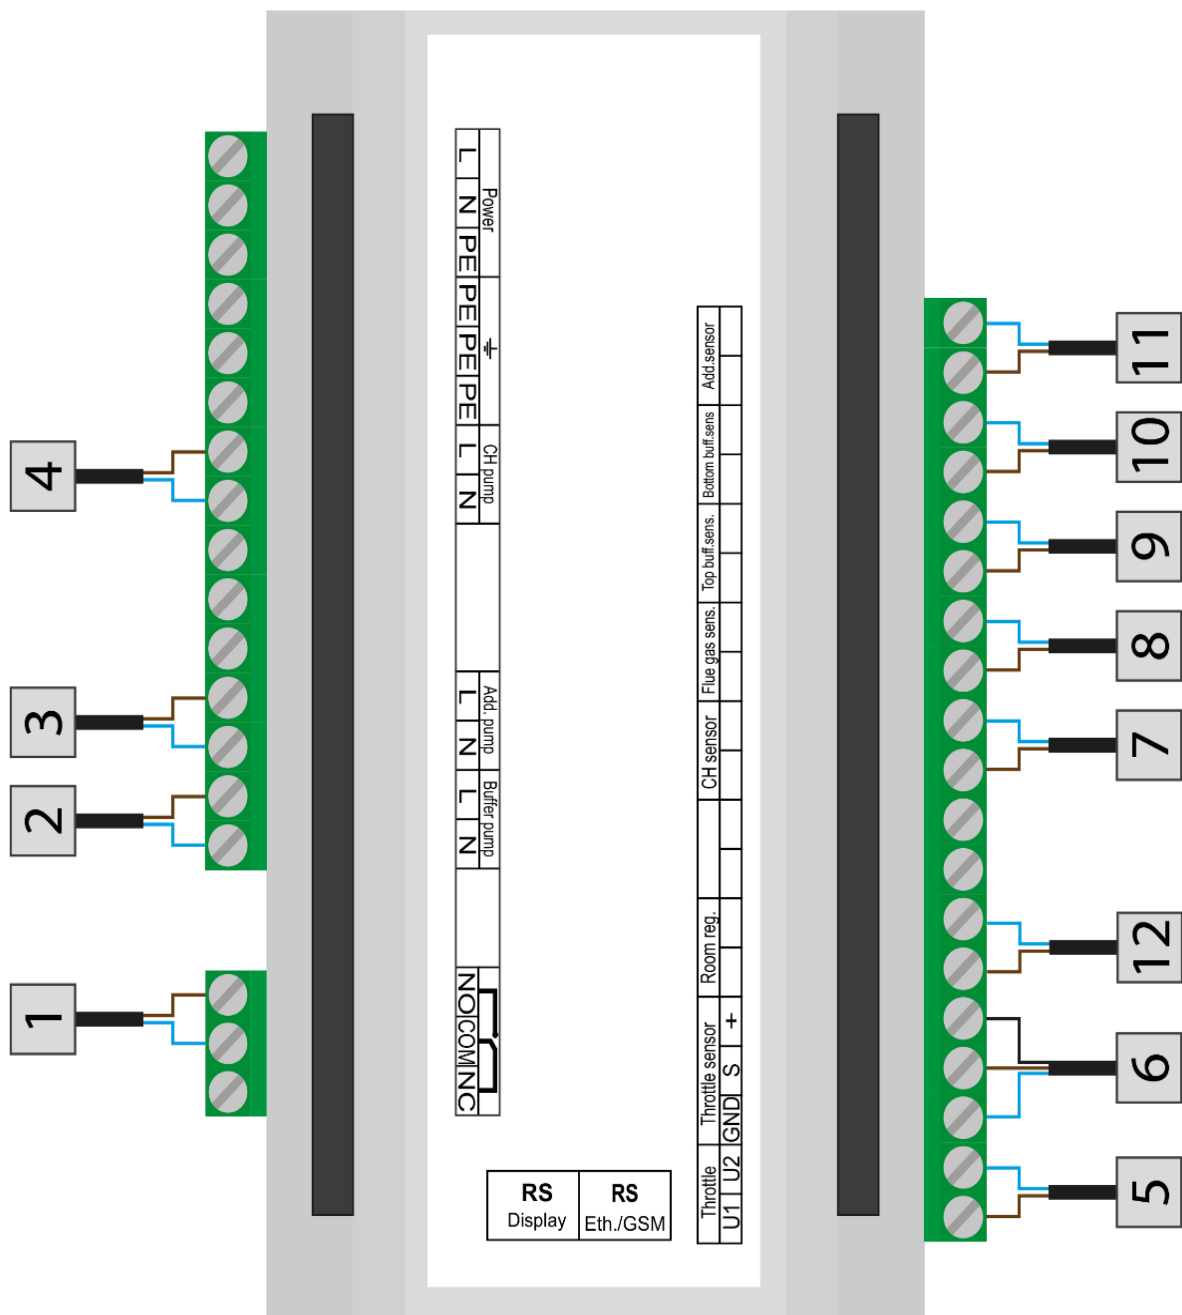 L
N
PE
Power
PE
PE
PE
L
N
CH pump
L
N
Add. pump
L
N
Buffer pump
NO
COM
NC
Add.sensor
Bottom buff.sens
Top buff.sens.
Flue gas sens.
CH sensor
Room reg.
Throttle sensor
+
S
GND
Throttle
U2
U1
RS
Display
RS
Eth./GSM
4
3
2
1
11
10
9
8
7
12
6
5